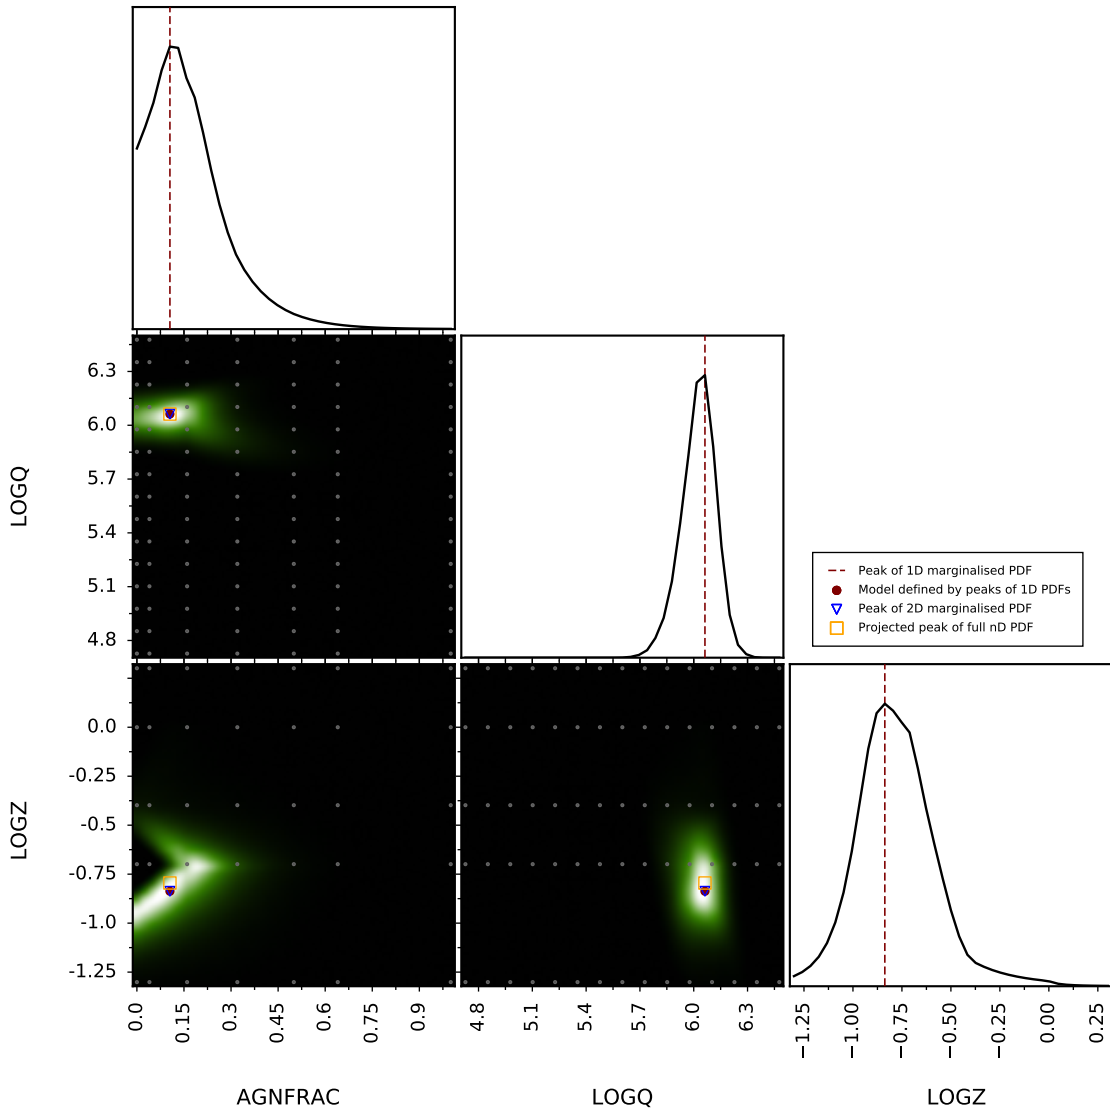 6.3
6.0
5.7
5.4
5.1
4.8
LOGQ
Peak of 1D marginalised PDF
Model defined by peaks of 1D PDFs
Peak of 2D marginalised PDF
Projected peak of full nD PDF
0.0
-0.25
-0.5
-0.75
-1.0
-1.25
LOGZ
0.0 0.15 0.3 0.45 0.6 0.75 0.9
4.8 5.1 5.4 5.7 6.0 6.3
−1.25 −1.00 −0.75 −0.50 −0.25 0.00 0.25
AGNFRAC
LOGQ
LOGZ